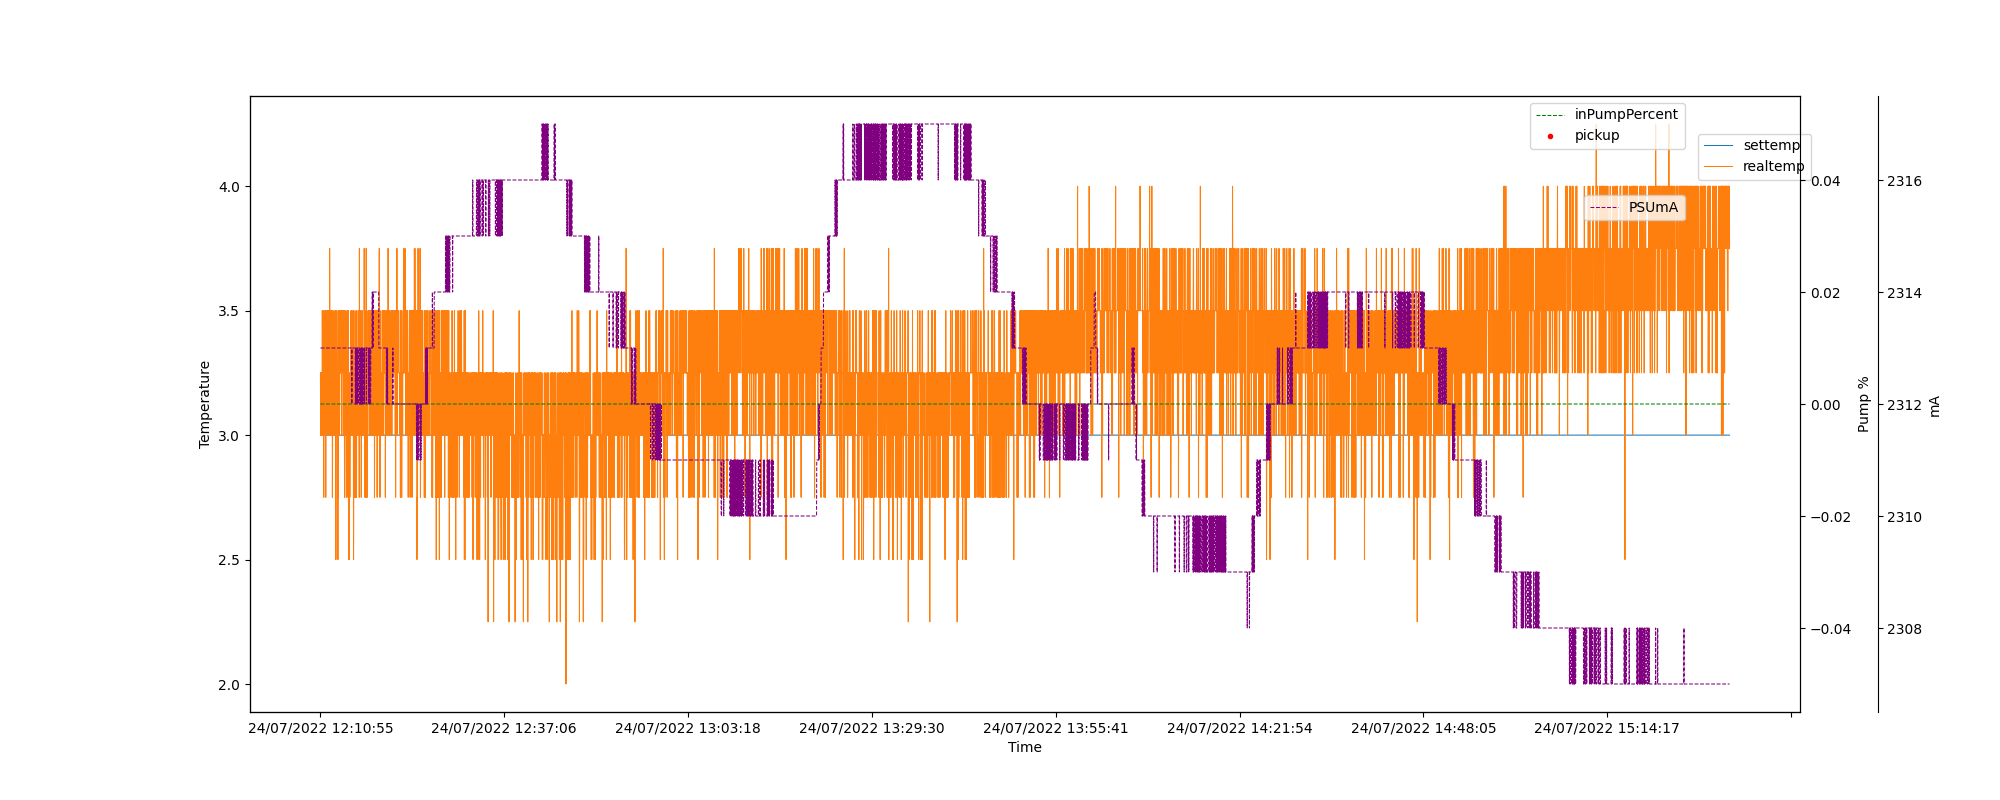 inPumpPercent
pickup
settemp
realtemp
PSUmA
4.0
3.5
3.0
2.5
2.0
Temperature
0.04
0.02
0.00
−0.02
−0.04
Pump %
2316
2314
2312
2310
2308
mA
24/07/2022 12:10:55
24/07/2022 12:37:06
24/07/2022 13:03:18
24/07/2022 13:29:30
24/07/2022 13:55:41
24/07/2022 14:21:54
24/07/2022 14:48:05
24/07/2022 15:14:17
Time